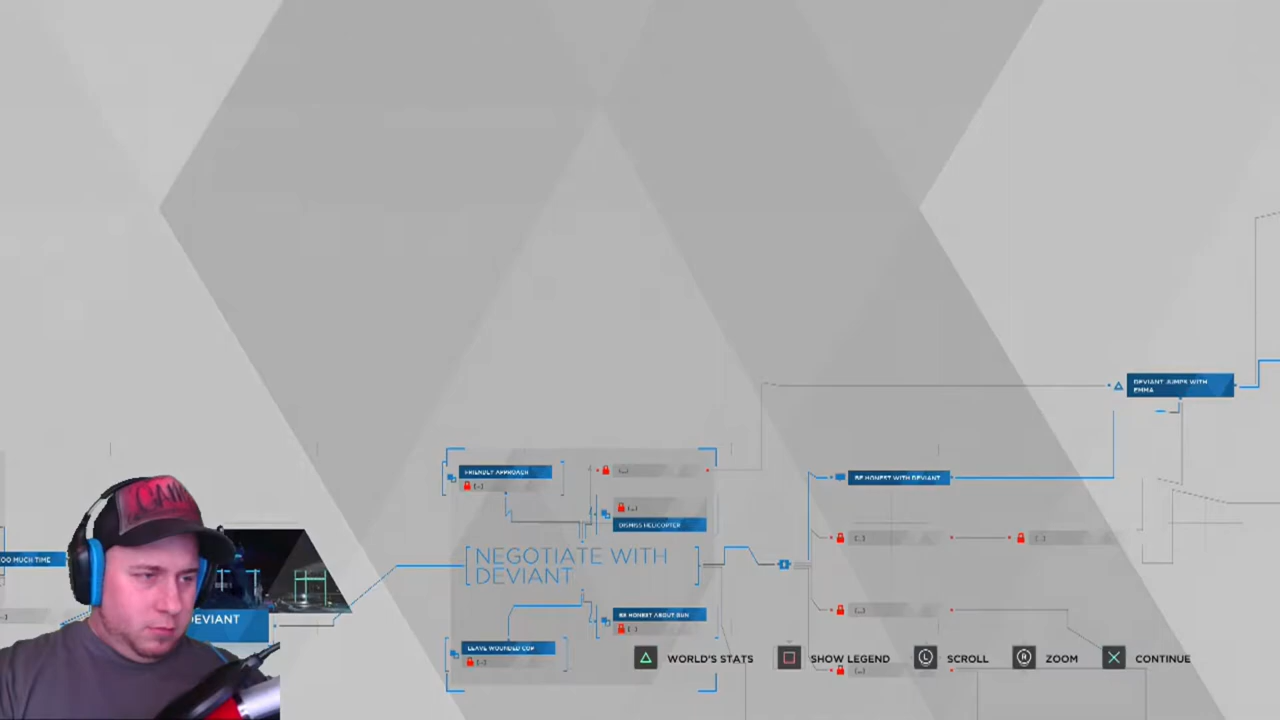 DEVIANT JUMPS WITH
EMMA
FRIENDLY APPROACH
BE HONEST WITH DEVIANT
DISMISS HELICOPTER
OO MUCH TIME
NEGOTIATE WITH
DEVIANT
BE HONEST ABOUT GUN
DEVIANT
LEAVE WOUNDED COP
WORLD'S STATS
SHOW LEGEND
L SCROLL
R ZOOM
CONTINUE